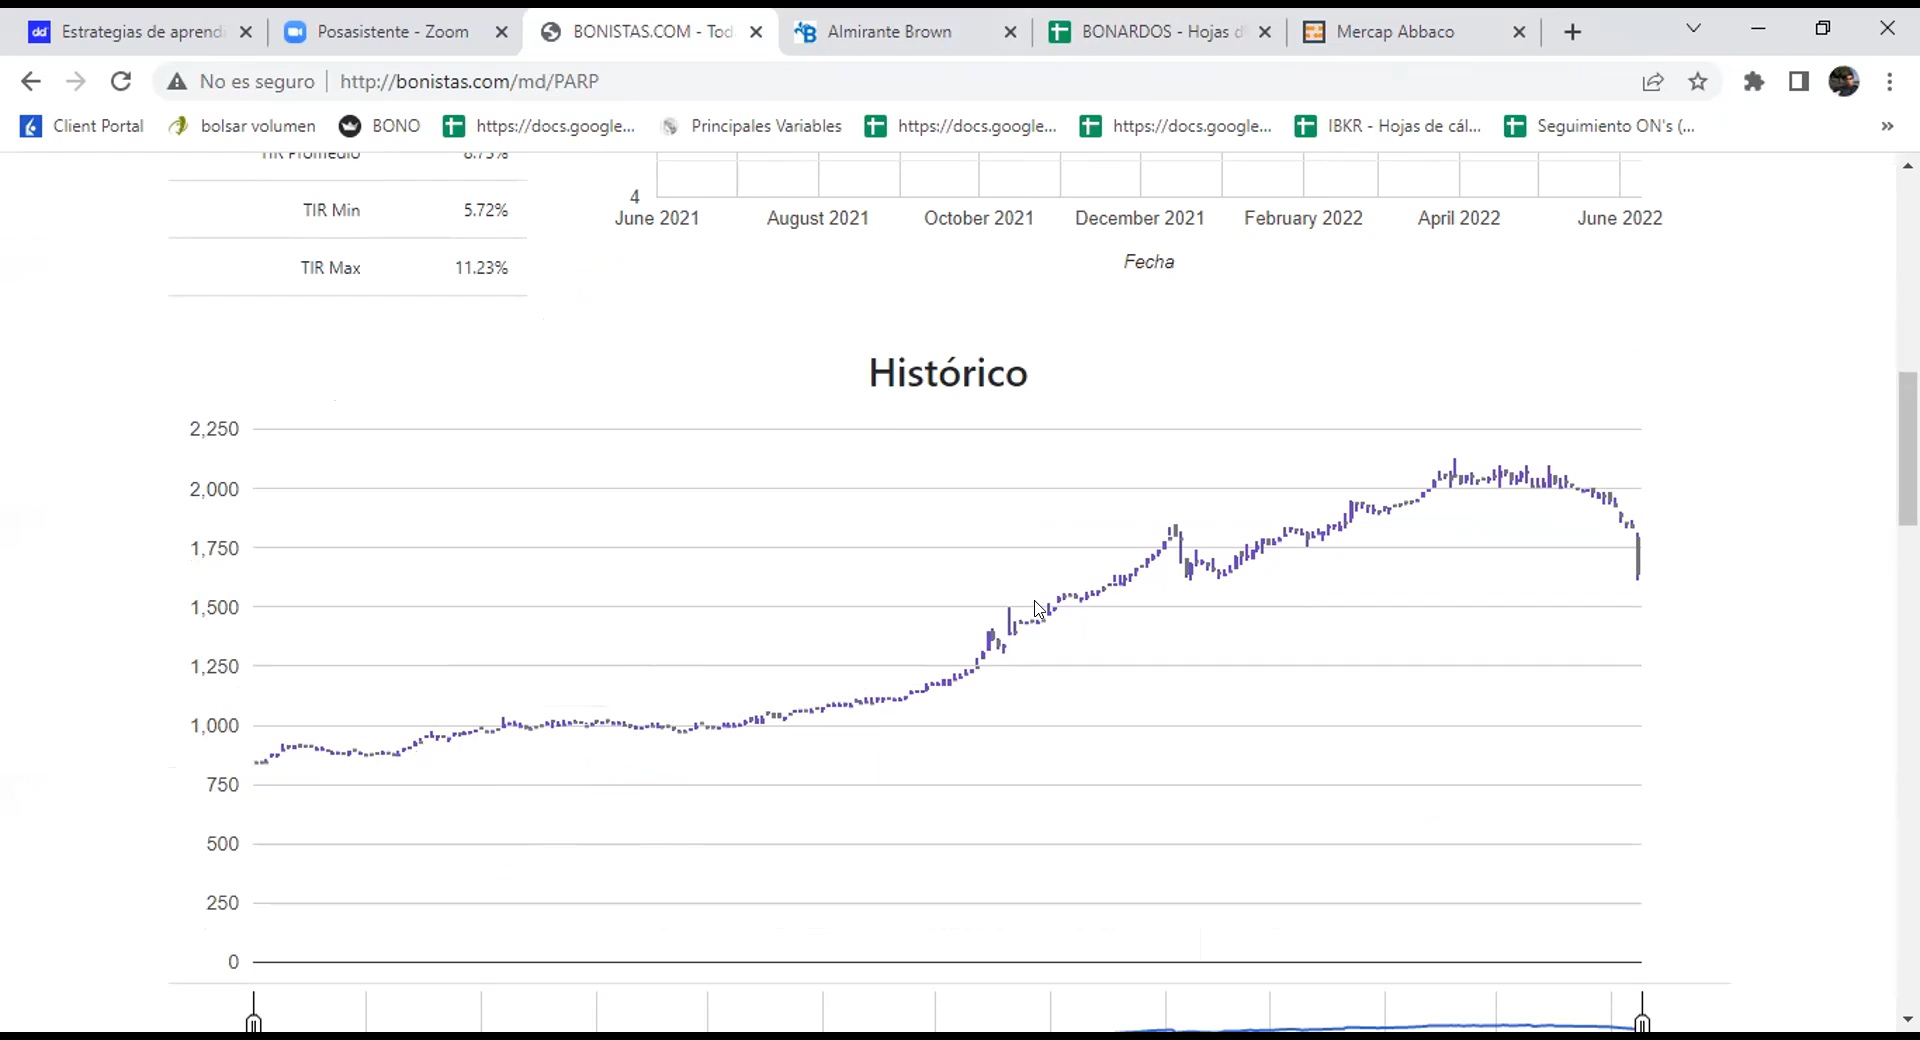 Estrategias de aprend
Posasistente - Zoom
BONISTAS.COM - Tod
Almirante Brown
BONARDOS - Hojas d
Mercap Abbaco
No es seguro
http://bonistas.com/md/PARP
Client Portal
bolsar volumen
BONO
https://docs.google...
Principales Variables
https://docs.google...
https://docs.google...
IBKR - Hojas de cál...
Seguimiento ON's (...
»
TIR Promedio 8.75%
TIR Min 5.72%
TIR Max 11.23%
4
June 2021
August 2021
October 2021
December 2021
February 2022
April 2022
June 2022
Fecha
Histórico
2,250
2,000
1,750
1,500
1,250
1,000
750
500
250
0